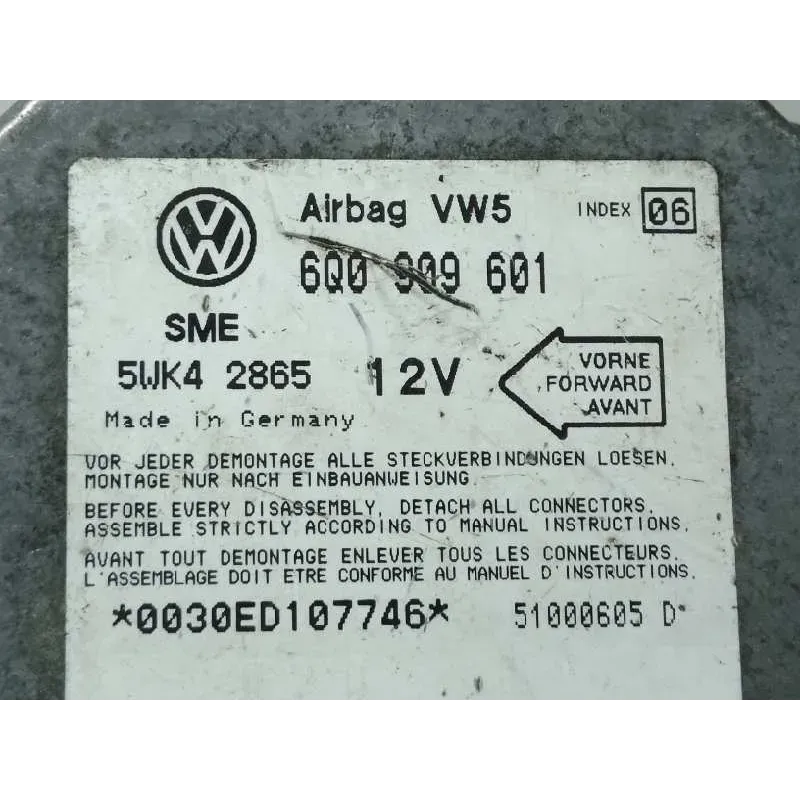 Airbag VW5 INDEX 06
6Q0 909 601
SME
5WK4 2865 12V
VORNE
FORWARD
AVANT
Made in Germany
VOR JEDER DEMONTAGE ALLE STECKVERBINDUNGEN LOESEN.
MONTAGE NUR NACH EINBAUANWEISUNG.
BEFORE EVERY DISASSEMBLY, DETACH ALL CONNECTORS.
ASSEMBLE STRICTLY ACCORDING TO MANUAL INSTRUCTIONS.
AVANT TOUT DEMONTAGE ENLEVER TOUS LES CONNECTEURS.
L'ASSEMBLAGE DOIT ETRE CONFORME AU MANUEL D'INSTRUCTIONS.
*0030ED107746* 51000605 D